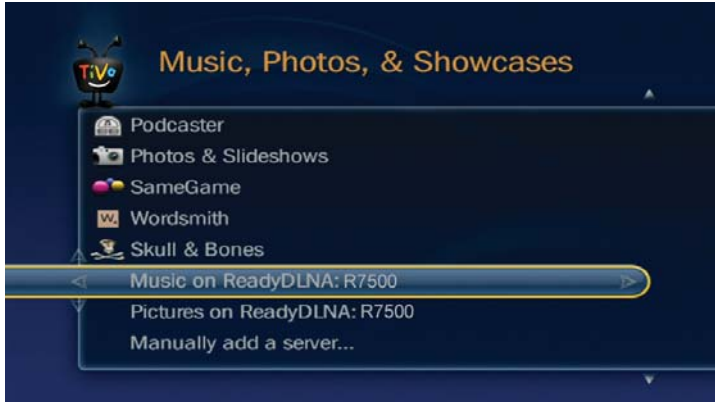 TiVo
Music, Photos, & Showcases
Podcaster
Photos & Slideshows
SameGame
W.
Wordsmith
Skull & Bones
Music on ReadyDLNA: R7500
Pictures on ReadyDLNA: R7500
Manually add a server...